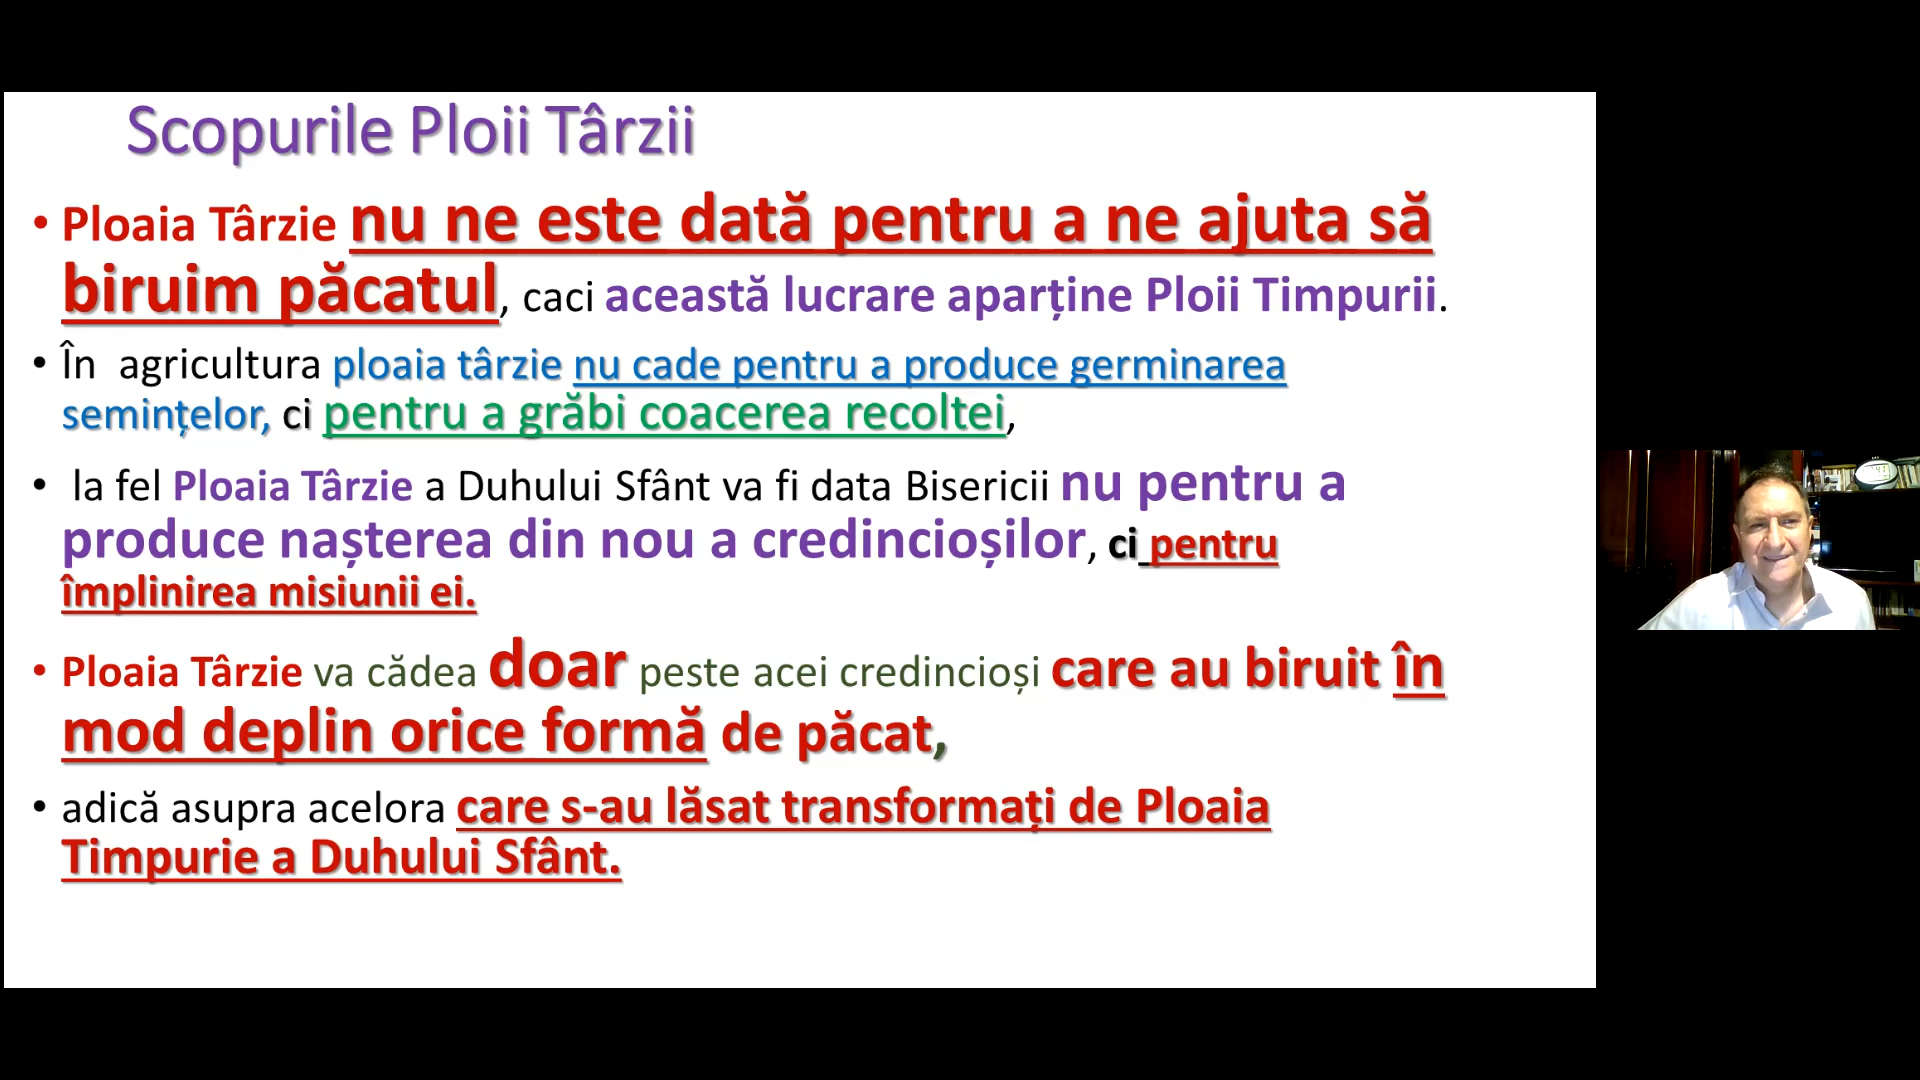 Scopurile Ploii Târzii
• Ploaia Târzie nu ne este dată pentru a ne ajuta să
biruim păcatul, caci această lucrare aparține Ploii Timpurii.
• În agricultura ploaia târzie nu cade pentru a produce germinarea
semințelor, ci pentru a grăbi coacerea recoltei,
• la fel Ploaia Târzie a Duhului Sfânt va fi data Bisericii nu pentru a
produce nașterea din nou a credincioșilor, ci pentru
împlinirea misiunii ei.
• Ploaia Târzie va cădea doar peste acei credincioși care au biruit în
mod deplin orice formă de păcat,
• adică asupra acelora care s-au lăsat transformați de Ploaia
Timpurie a Duhului Sfânt.